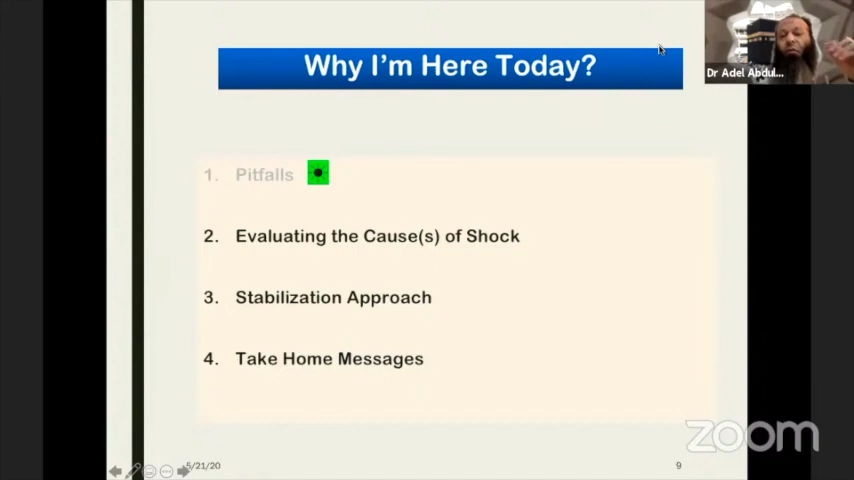 Why I'm Here Today?
Dr Adel Abdul...
1. Pitfalls
2. Evaluating the Cause(s) of Shock
3. Stabilization Approach
4. Take Home Messages
zoom
5/21/20
9